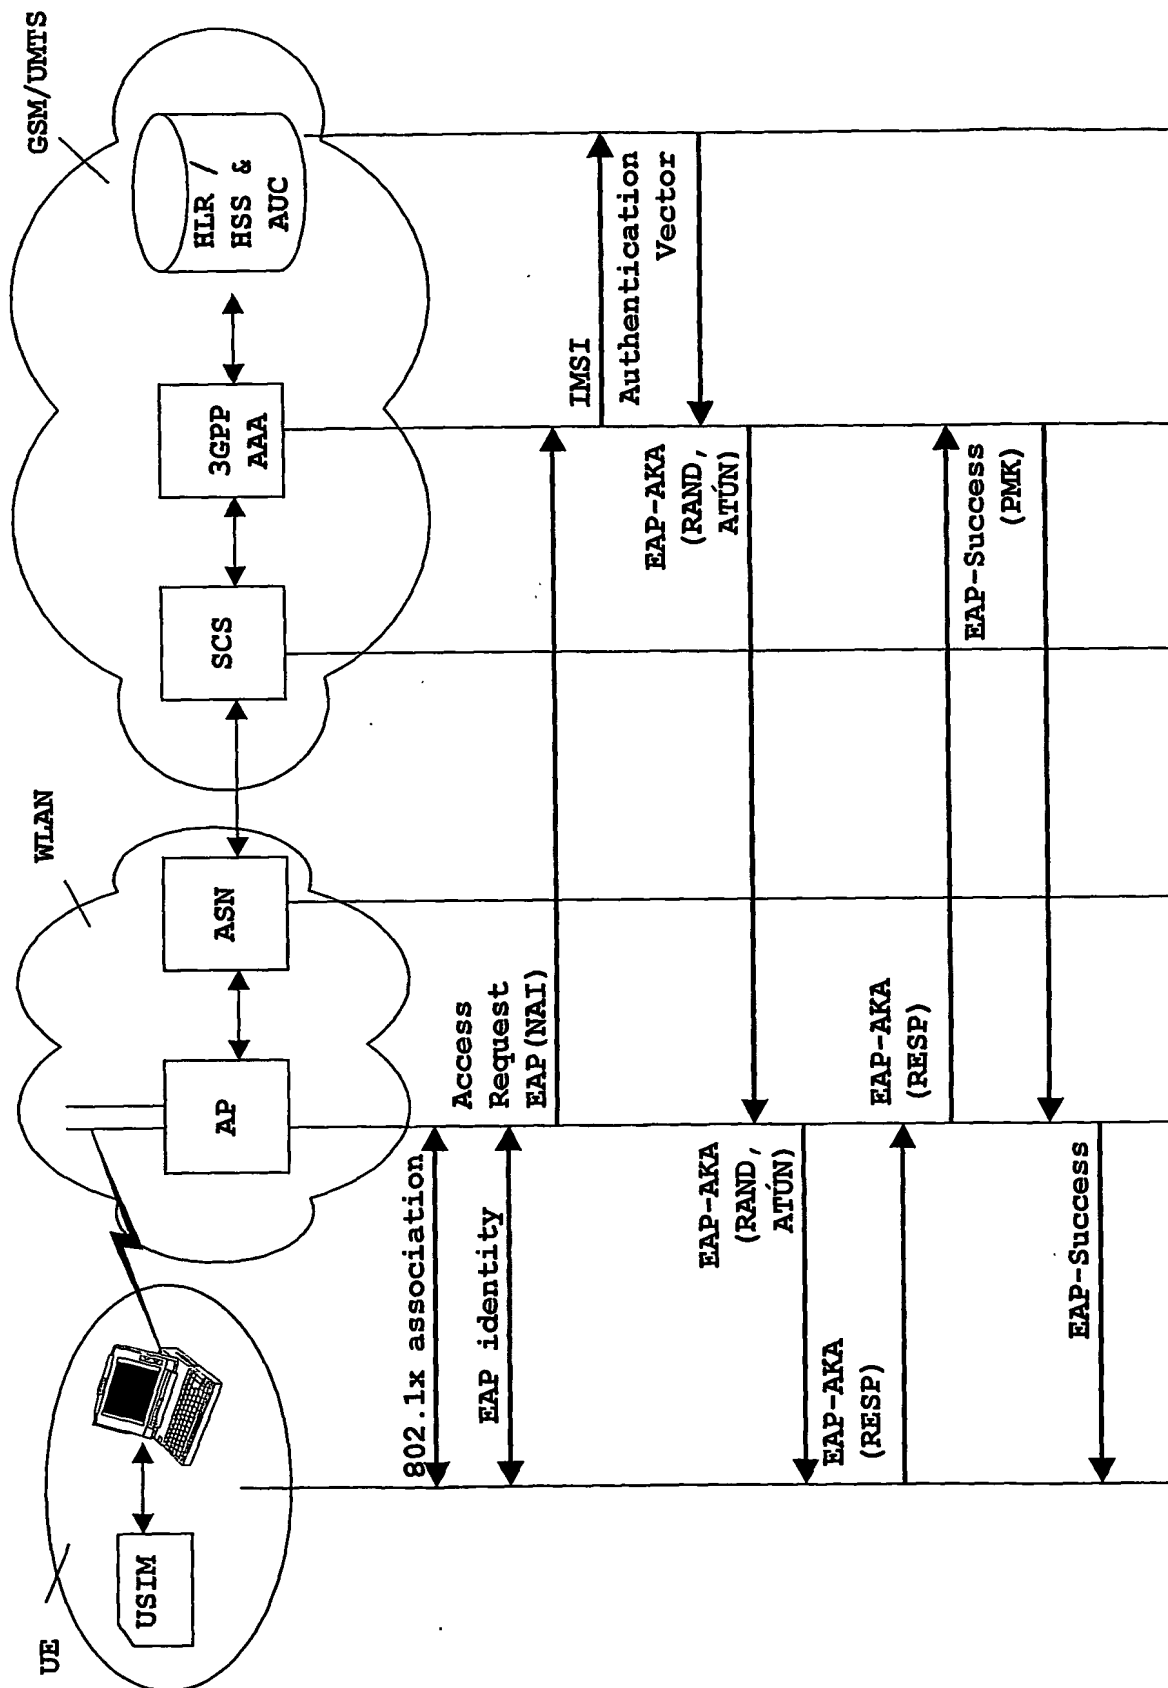 UE
WLAN
GSM/UMTS
USIM
AP
ASN
SCS
3GPP
AAA
HLR /
HSS &
AUC
802.1x association
EAP identity
Access
Request
EAP(NAI)
IMSI
Authentication
Vector
EAP-AKA
(RAND,
ATÚN)
EAP-AKA
(RAND,
ATÚN)
EAP-AKA
(RESP)
EAP-AKA
(RESP)
EAP-Success
(PMK)
EAP-Success